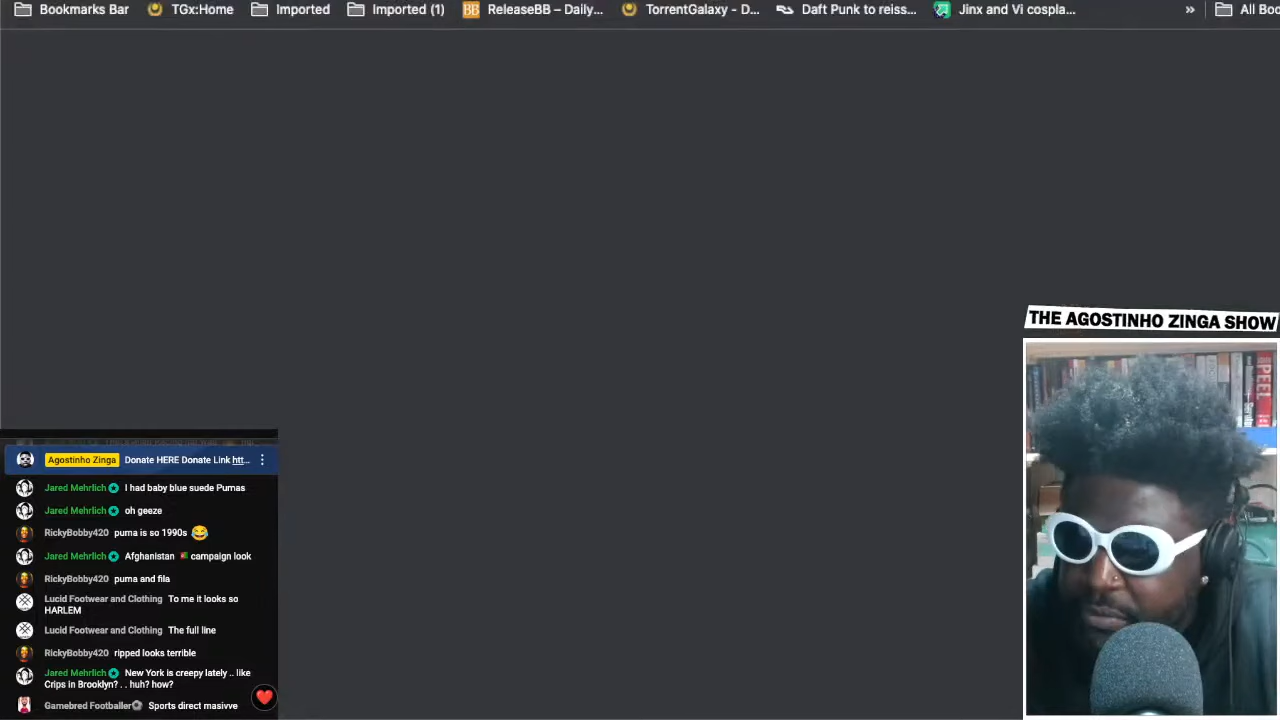 Bookmarks Bar TGx:Home Imported Imported (1) BB ReleaseBB – Daily... TorrentGalaxy - D... Daft Punk to reiss... Jinx and Vi cospla... » All Boo
THE AGOSTINHO ZINGA SHOW
SPEEL
Agostinho Zinga Donate HERE Donate Link htt...
Jared Mehrlich I had baby blue suede Pumas
Jared Mehrlich oh geeze
RickyBobby420 puma is so 1990s 😂
Jared Mehrlich Afghanistan 🇦🇫 campaign look
RickyBobby420 puma and fila
Lucid Footwear and Clothing To me it looks so
HARLEM
Lucid Footwear and Clothing The full line
RickyBobby420 ripped looks terrible
Jared Mehrlich New York is creepy lately .. like
Crips in Brooklyn? . . huh? how?
Gamebred Footballer⚽ Sports direct masivve